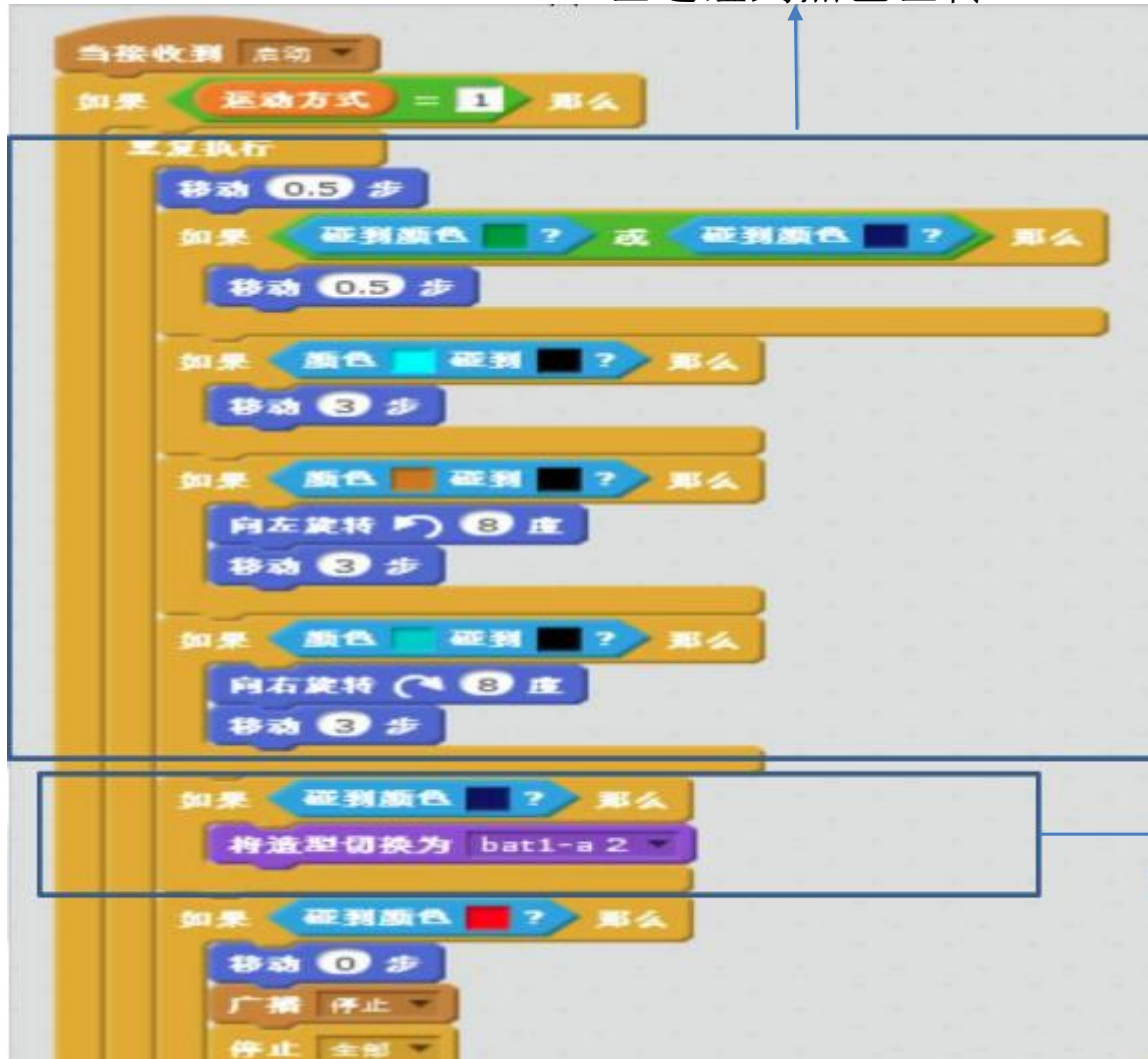 当接收到 启动
如果 运动方式 = 1 那么
重复执行
移动 0.5 步
如果 碰到颜色 ? 或 碰到颜色 ? 那么
移动 0.5 步
如果 颜色 碰到 ? 那么
移动 3 步
如果 颜色 碰到 ? 那么
向左旋转 8 度
移动 3 步
如果 颜色 碰到 ? 那么
向右旋转 8 度
移动 3 步
如果 碰到颜色 ? 那么
将造型切换为 bat1-a 2
如果 碰到颜色 ? 那么
移动 0 步
广播 停止
停止 全部